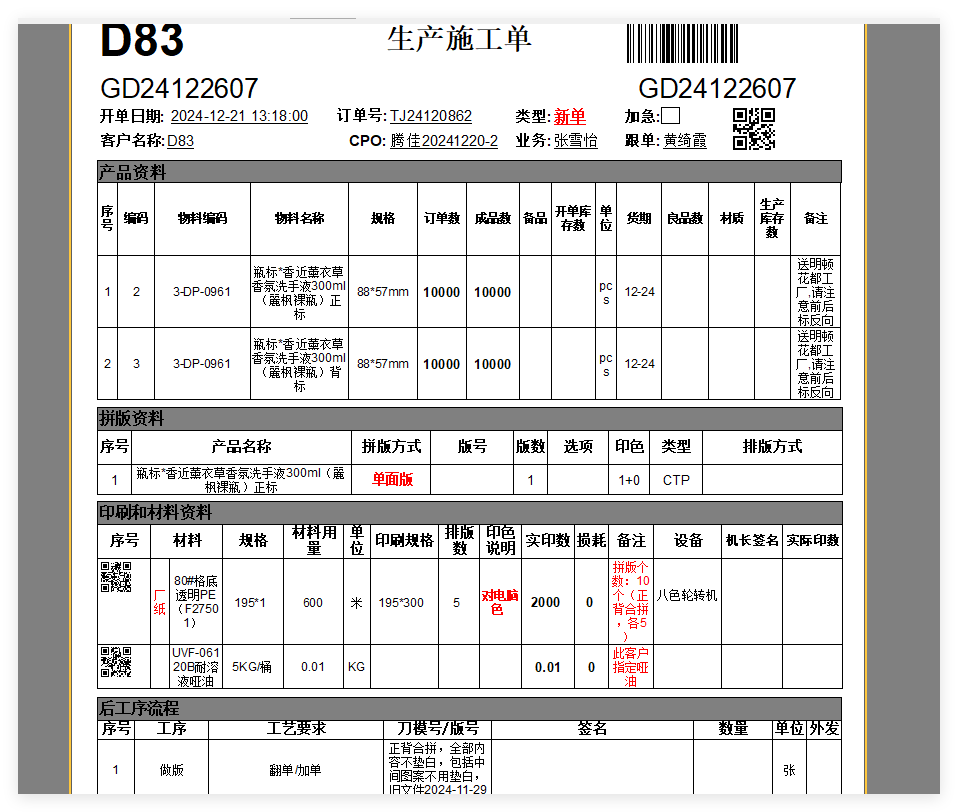 D83 生产施工单
GD24122607 GD24122607
开单日期: 2024-12-21 13:18:00 订单号: TJ24120862 类型: 新单 加急:
客户名称: D83 CPO: 腾佳20241220-2 业务: 张雪怡 跟单: 黄绮霞
产品资料
序号 编码 物料编码 物料名称 规格 订单数 成品数 备品 开单库存数 单位 货期 良品数 材质 生产库存数 备注
1 2 3-DP-0961 瓶标*香近薰衣草香氛洗手液300ml（麗枫裸瓶）正标 88*57mm 10000 10000 pcs 12-24 送明顿花都工厂,请注意前后标反向
2 3 3-DP-0961 瓶标*香近薰衣草香氛洗手液300ml（麗枫裸瓶）背标 88*57mm 10000 10000 pcs 12-24 送明顿花都工厂,请注意前后标反向
拼版资料
序号 产品名称 拼版方式 版号 版数 选项 印色 类型 排版方式
1 瓶标*香近薰衣草香氛洗手液300ml（麗枫裸瓶）正标 单面版 1 1+0 CTP
印刷和材料资料
序号 材料 规格 材料用量 单位 印刷规格 排版数 印色说明 实印数 损耗 备注 设备 机长签名 实际印数
厂纸 80#格底透明PE（F27501） 195*1 600 米 195*300 5 对电脑色 2000 0 拼版个数：10个（正背合拼，各5） 八色轮转机
UVF-06120B耐溶液哑油 5KG/桶 0.01 KG 0.01 0 此客户指定哑油
后工序流程
序号 工序 工艺要求 刀模号/版号 签名 数量 单位 外发
1 做版 翻单/加单 正背合拼，全部内容不垫白，包括中间图案不用垫白，旧文件2024-11-29 张